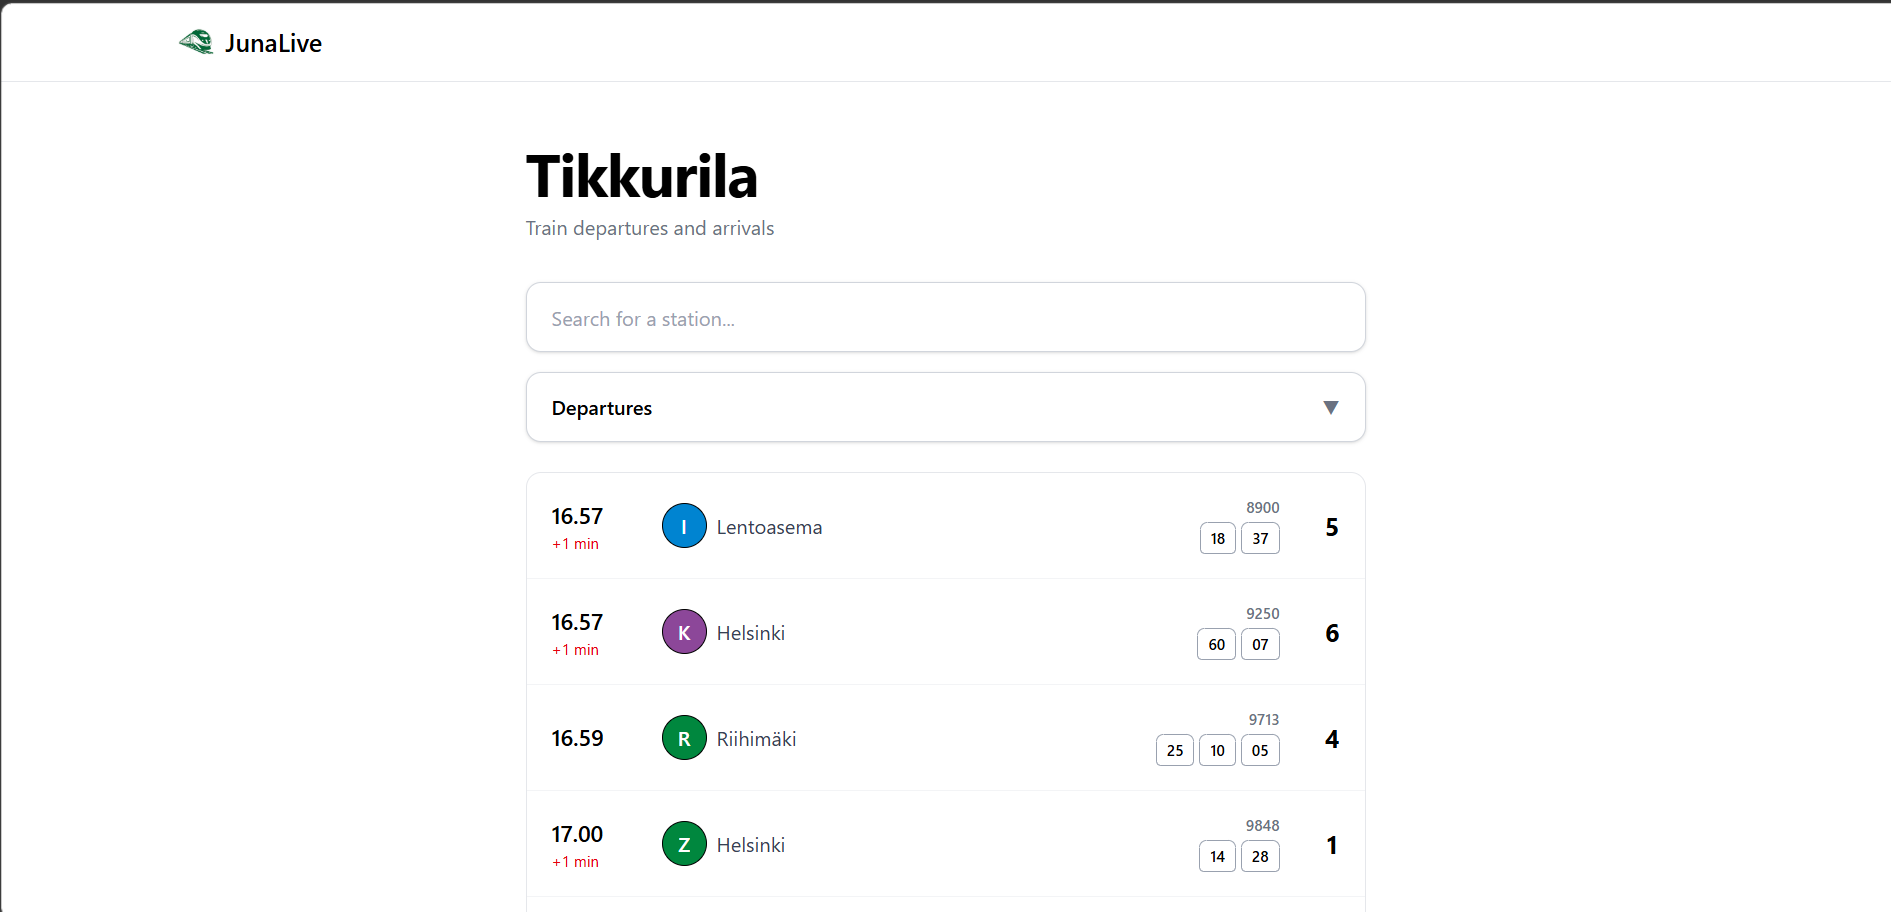 JunaLive
Tikkurila
Train departures and arrivals
Search for a station...
Departures ▼
16.57 I Lentoasema 8900 5
+1 min 18 37
16.57 K Helsinki 9250 6
+1 min 60 07
16.59 R Riihimäki 9713 4
25 10 05
17.00 Z Helsinki 9848 1
+1 min 14 28